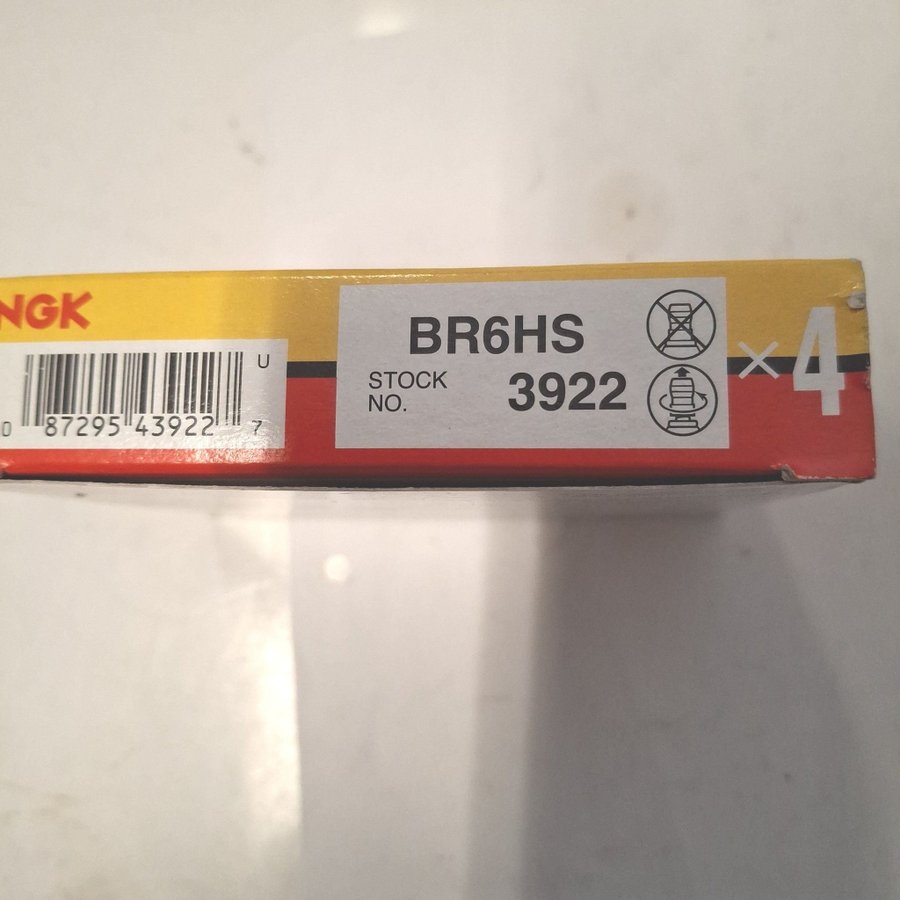 NGK
U
0 87295 43922 7
BR6HS
STOCK NO. 3922
×4